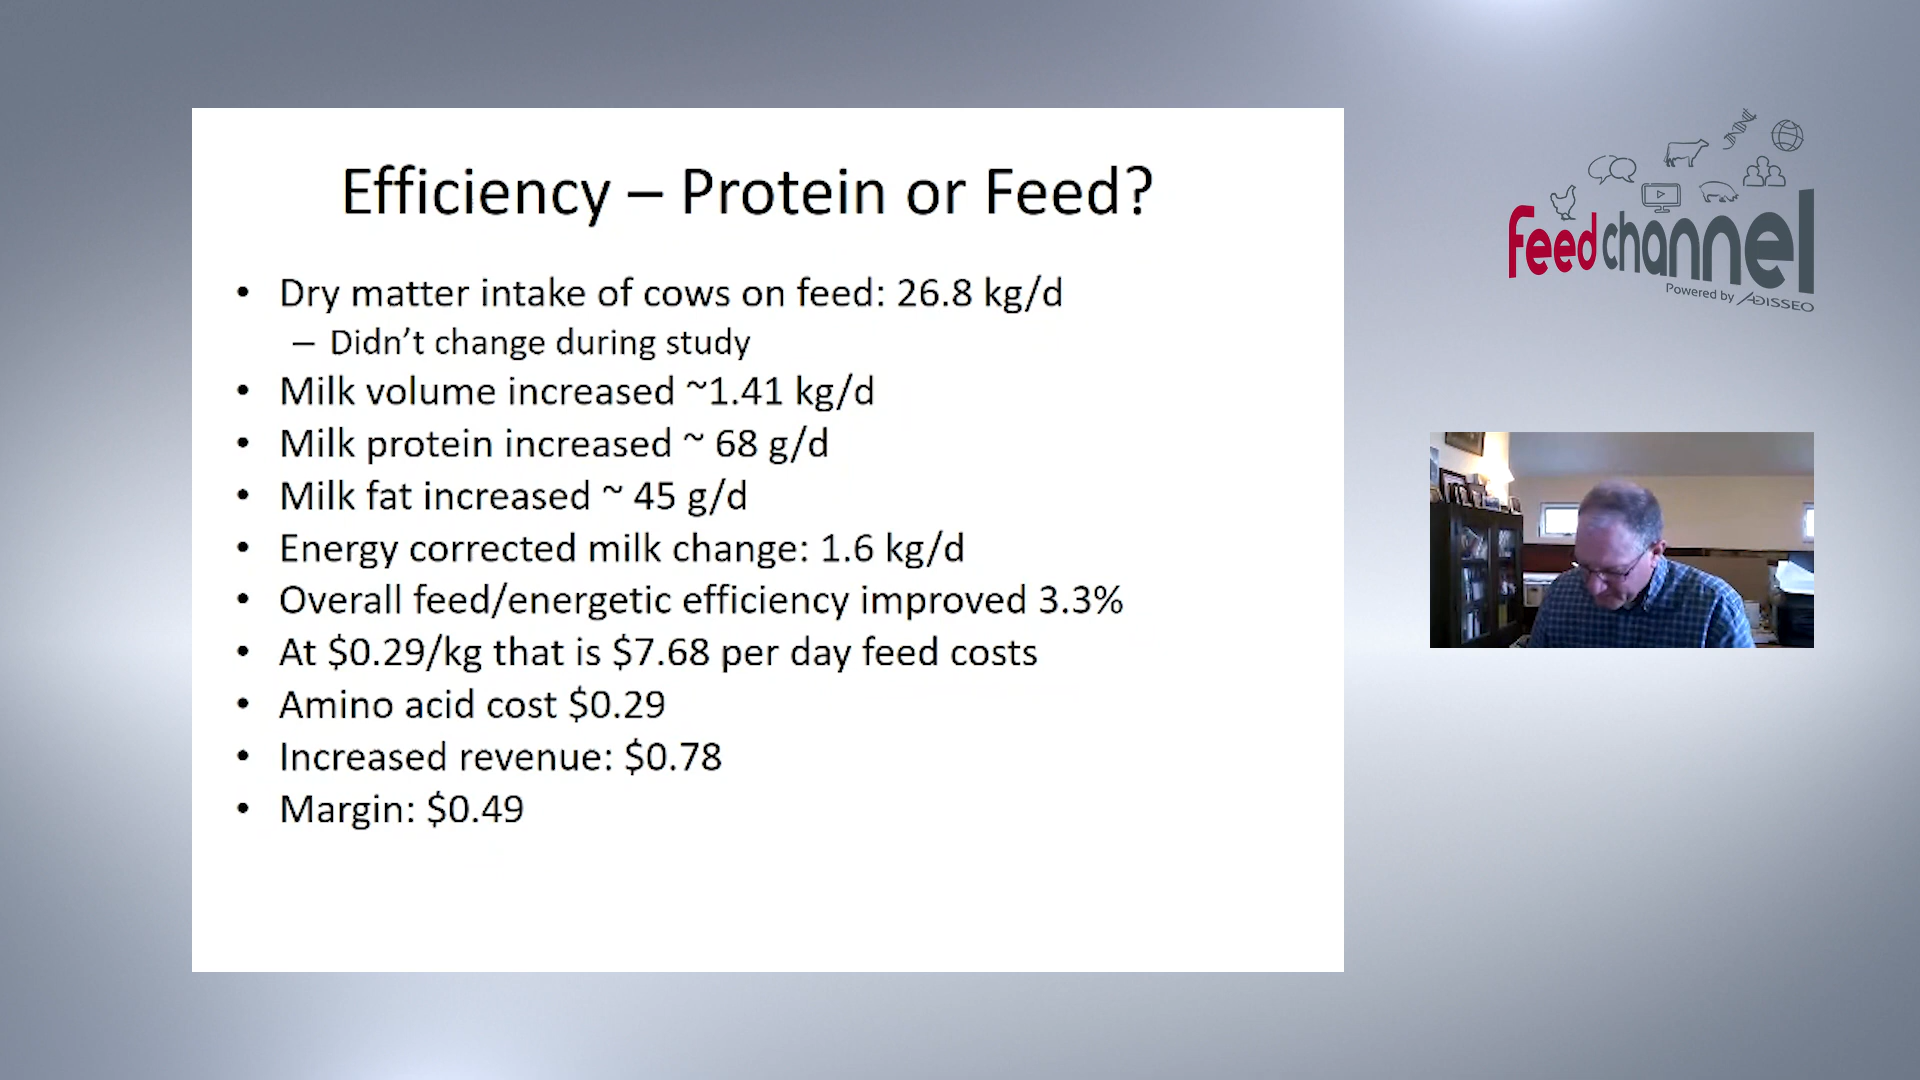 Efficiency – Protein or Feed?
• Dry matter intake of cows on feed: 26.8 kg/d
– Didn’t change during study
• Milk volume increased ~1.41 kg/d
• Milk protein increased ~ 68 g/d
• Milk fat increased ~ 45 g/d
• Energy corrected milk change: 1.6 kg/d
• Overall feed/energetic efficiency improved 3.3%
• At $0.29/kg that is $7.68 per day feed costs
• Amino acid cost $0.29
• Increased revenue: $0.78
• Margin: $0.49
feedchannel
Powered by ADISSEO